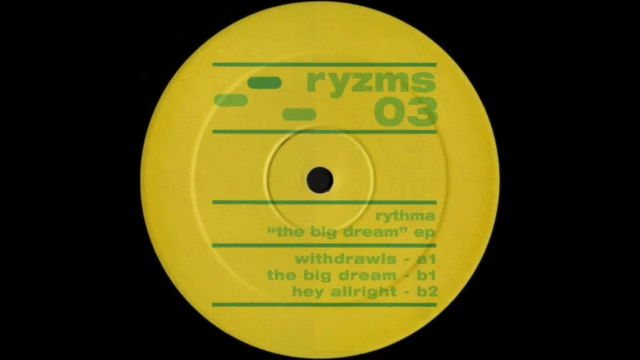 ryzms
03
rythma
“the big dream” ep
withdrawls - a1
the big dream - b1
hey allright - b2